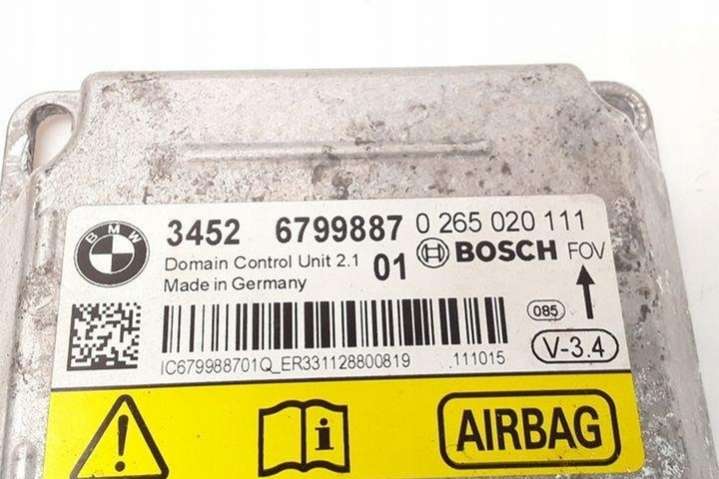 BMW
3452 6799887 0 265 020 111
Domain Control Unit 2.1 01 BOSCH FOV
Made in Germany
085
V-3.4
IC679988701Q_ER331128800819 111015
i
AIRBAG